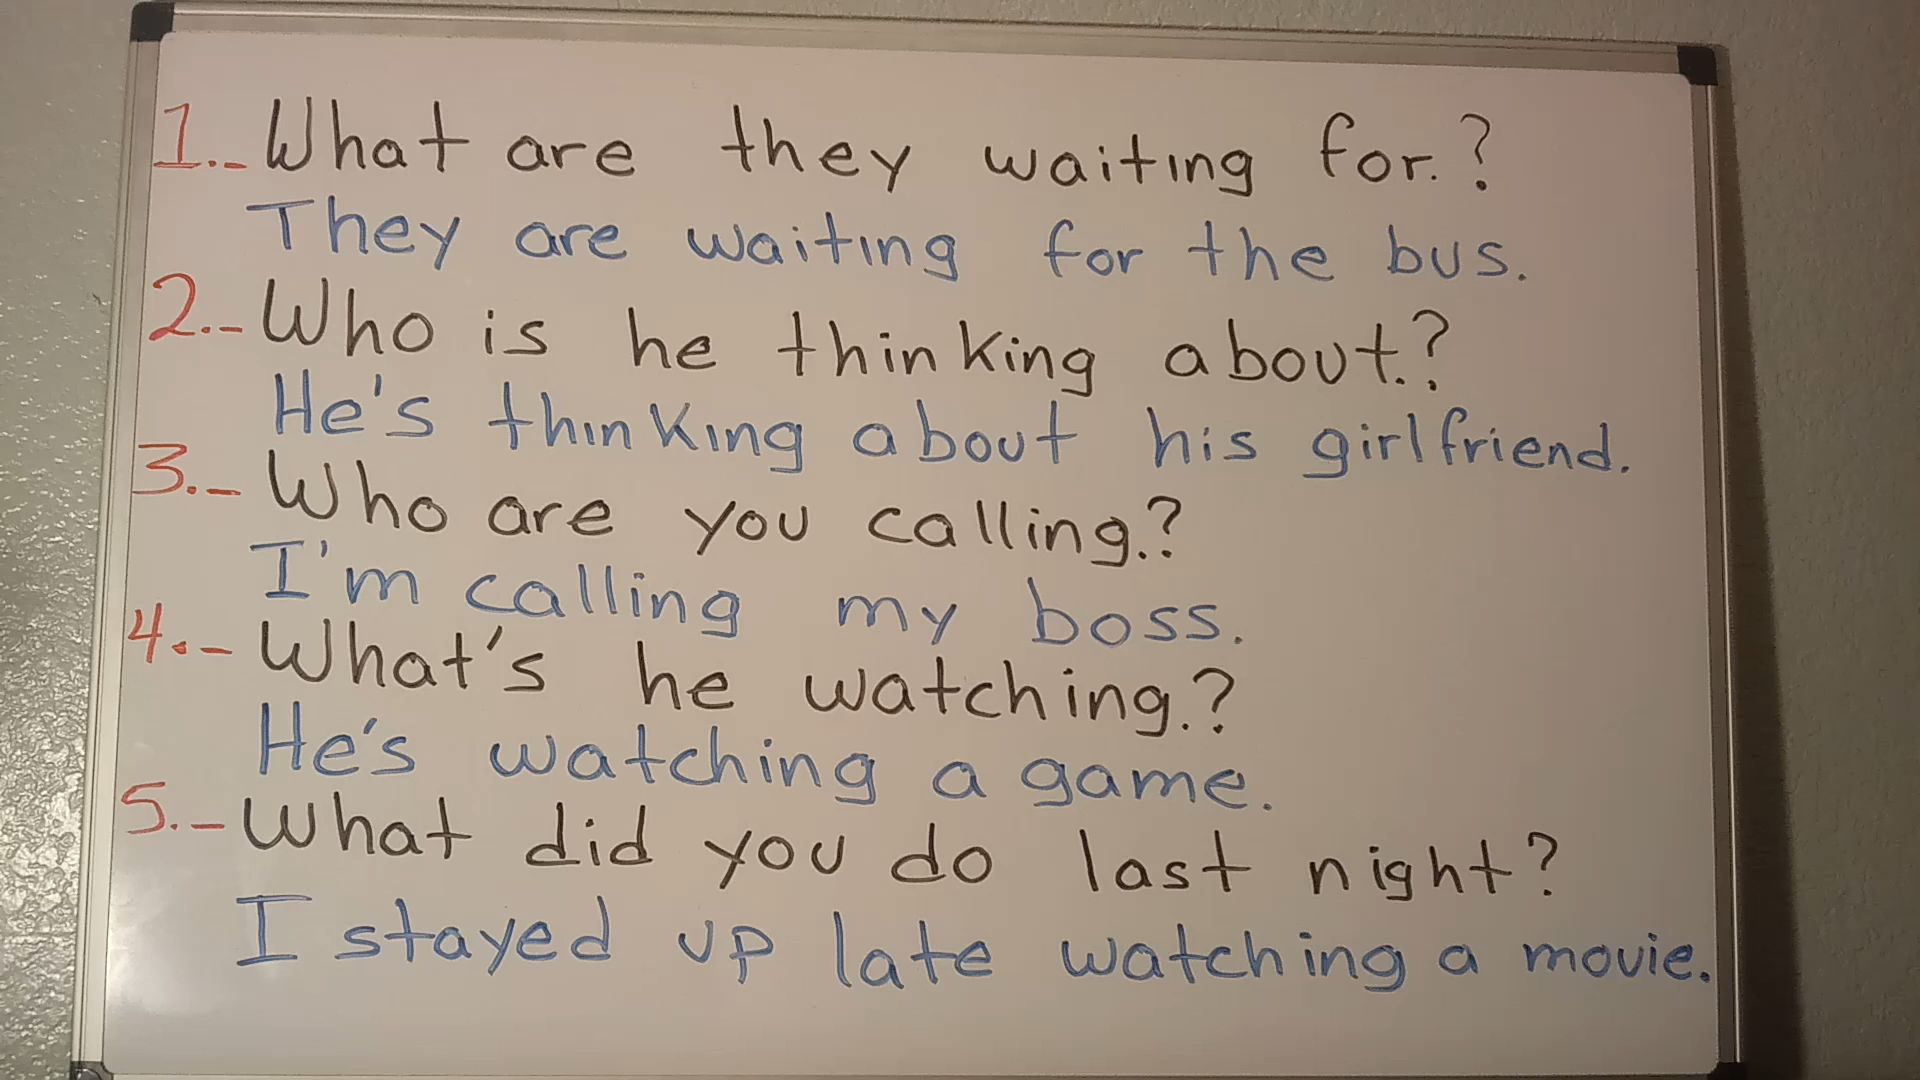 1.- What are they waiting for.?
They are waiting for the bus.
2.- Who is he thinking about.?
He's thinking about his girlfriend.
3.- Who are you calling.?
I'm calling my boss.
4.- What's he watching.?
He's watching a game.
5.- What did you do last night?
I stayed up late watching a movie.